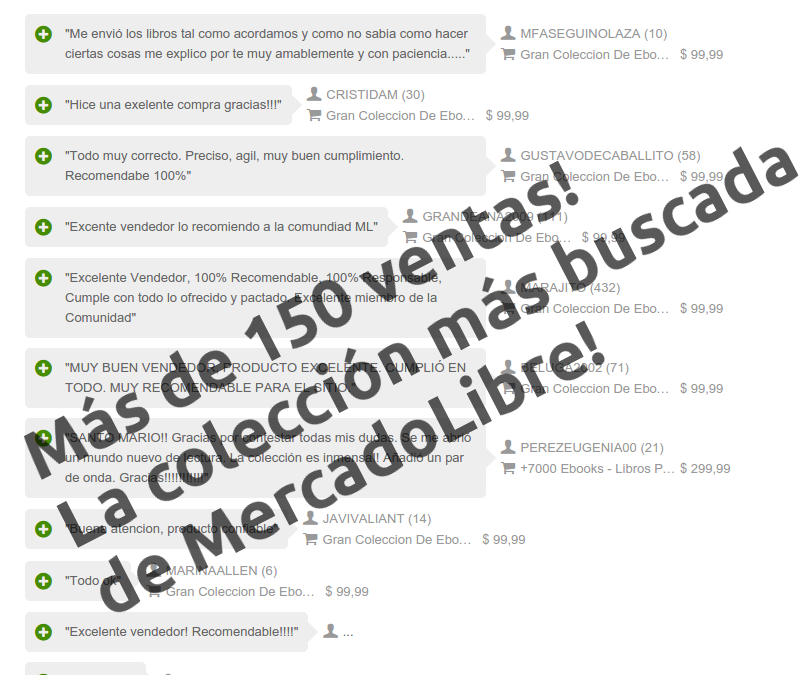 "Me envió los libros tal como acordamos y como no sabia como hacer
ciertas cosas me explico por te muy amablemente y con paciencia....."
MFASEGUINOLAZA (10)
Gran Coleccion De Ebo... $ 99,99
"Hice una exelente compra gracias!!!"
CRISTIDAM (30)
Gran Coleccion De Ebo... $ 99,99
"Todo muy correcto. Preciso, agil, muy buen cumplimiento.
Recomendabe 100%"
GUSTAVODECABALLITO (58)
Gran Coleccion De Ebo... $ 99,99
"Excente vendedor lo recomiendo a la comundiad ML"
GRANDEANA2009 (111)
Gran Coleccion De Ebo... $ 99,99
"Excelente Vendedor, 100% Recomendable, 100% Responsable,
Cumple con todo lo ofrecido y pactado. Excelente miembro de la
Comunidad"
MARAJITO (432)
Gran Coleccion De Ebo... $ 99,99
"MUY BUEN VENDEDOR, PRODUCTO EXCELENTE. CUMPLIÓ EN
TODO. MUY RECOMENDABLE PARA EL SITIO."
BELUGA2002 (71)
Gran Coleccion De Ebo... $ 99,99
"SANTO MARIO!! Gracias por contestar todas mis dudas. Se me abrió
un mundo nuevo de lectura. La colección es inmensa!! Añadió un par
de onda. Gracias!!!!!!!!!!!"
PEREZEUGENIA00 (21)
+7000 Ebooks - Libros P... $ 299,99
"Buena atencion, producto confiable"
JAVIVALIANT (14)
Gran Coleccion De Ebo... $ 99,99
"Todo ok"
MARINAALLEN (6)
Gran Coleccion De Ebo... $ 99,99
"Excelente vendedor! Recomendable!!!!"
...
Más de 150 ventas!
La colección más buscada
de MercadoLibre!